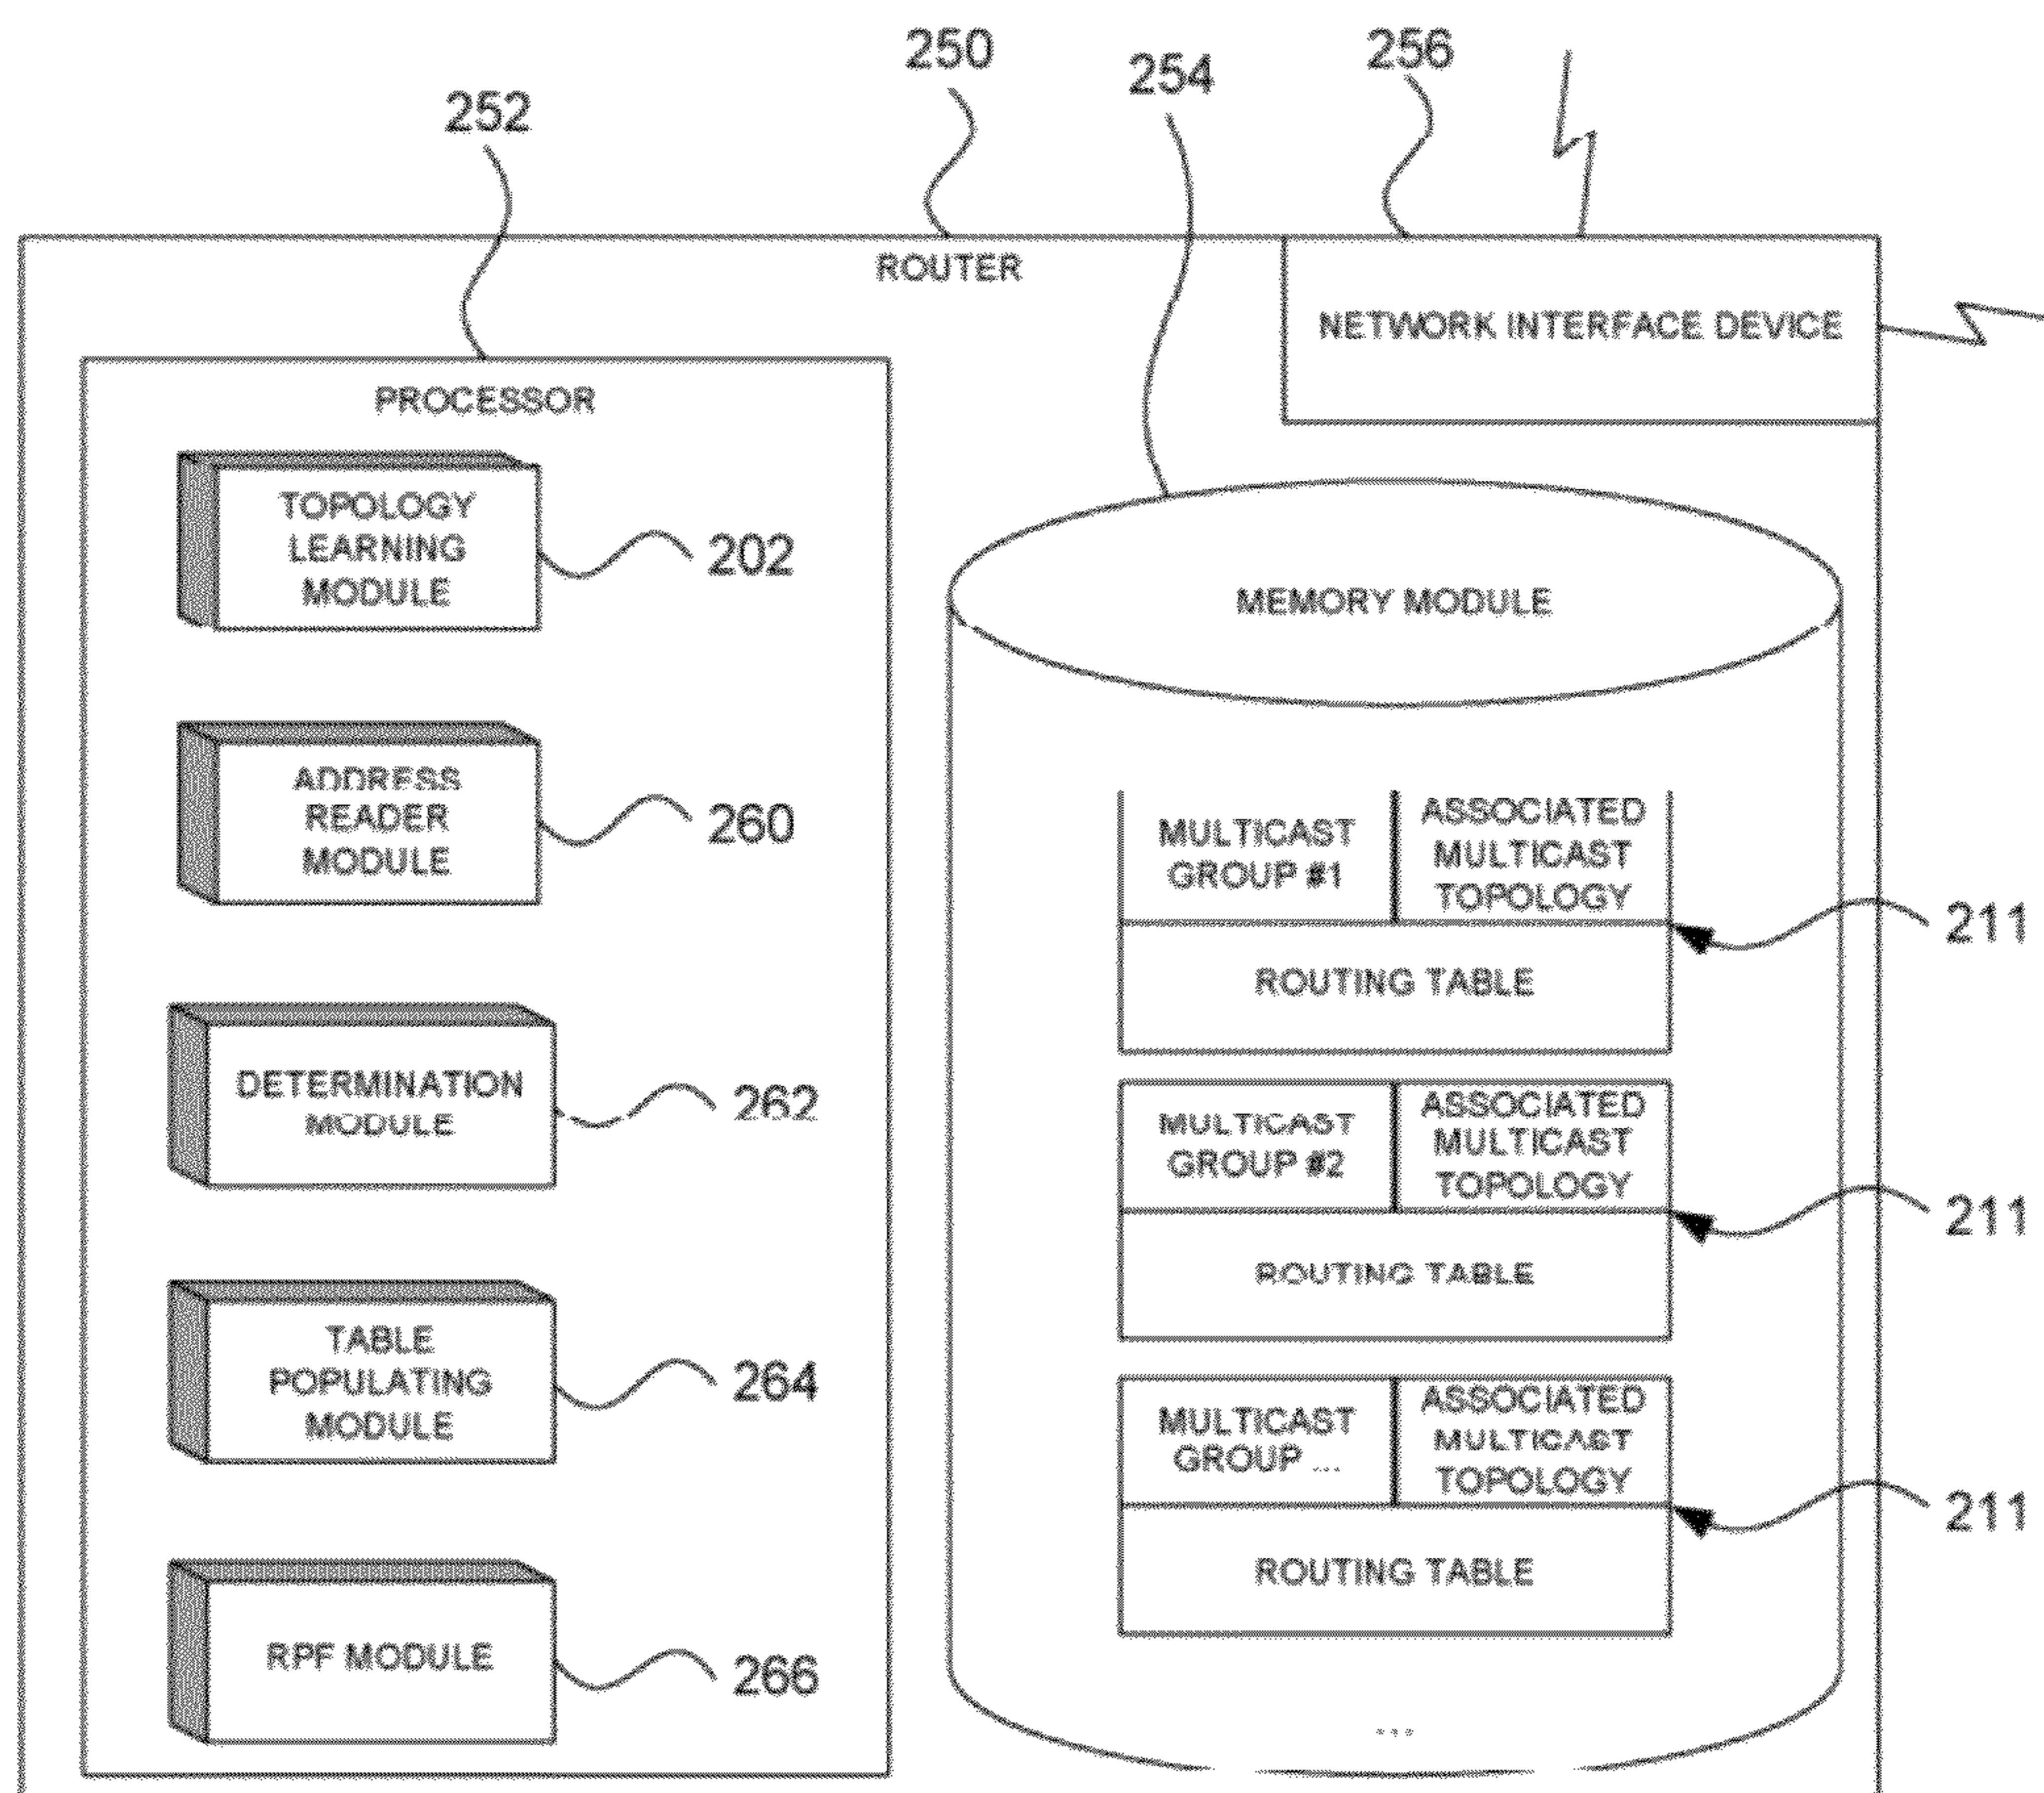 250
256
254
252
ROUTER
NETWORK INTERFACE DEVICE
PROCESSOR
TOPOLOGY
LEARNING
MODULE
202
MEMORY MODULE
ADDRESS
READER
MODULE
260
MULTICAST
GROUP #1
ASSOCIATED
MULTICAST
TOPOLOGY
211
ROUTING TABLE
DETERMINATION
MODULE
262
MULTICAST
GROUP #2
ASSOCIATED
MULTICAST
TOPOLOGY
211
ROUTING TABLE
TABLE
POPULATING
MODULE
264
MULTICAST
GROUP ...
ASSOCIATED
MULTICAST
TOPOLOGY
211
ROUTING TABLE
RPF MODULE
266
...